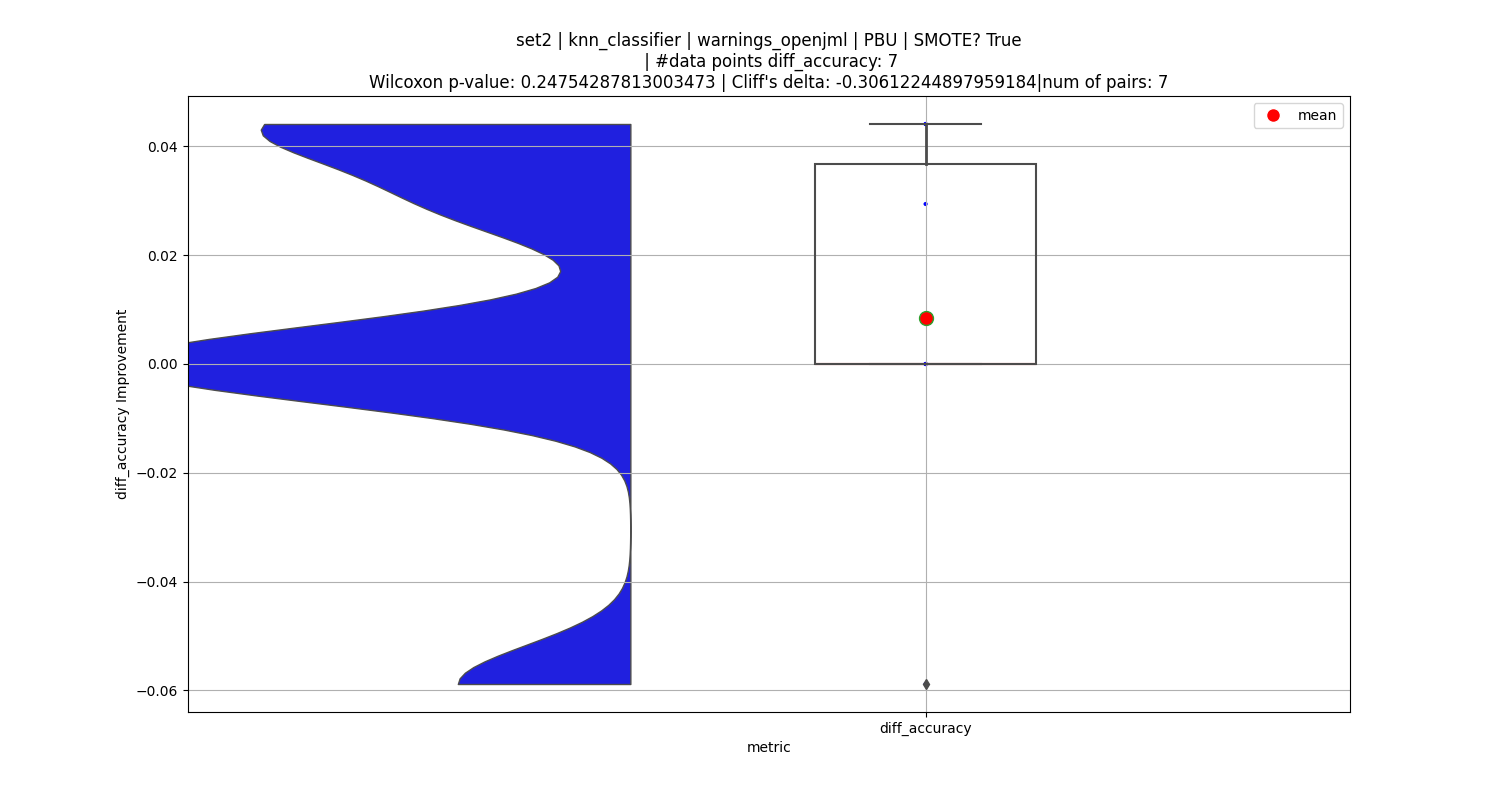 set2 | knn_classifier | warnings_openjml | PBU | SMOTE? True
| #data points diff_accuracy: 7
Wilcoxon p-value: 0.24754287813003473 | Cliff's delta: -0.30612244897959184|num of pairs: 7
mean
0.04
0.02
0.00
−0.02
−0.04
−0.06
diff_accuracy Improvement
diff_accuracy
metric